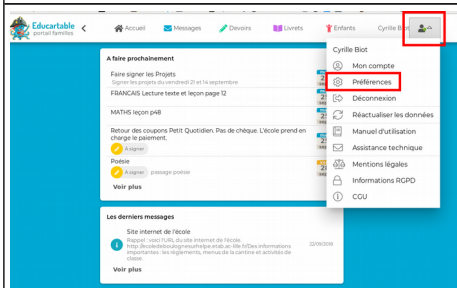 Educartable
portail familles
Accueil
Messages
Devoirs
Livrets
Enfants
Cyrille Biot
Cyrille Biot
Mon compte
Préférences
Déconnexion
Réactualiser les données
Manuel d'utilisation
Assistance technique
Mentions légales
Informations RGPD
CGU
A faire prochainement
Faire signer les Projets
Signer les projets du vendredi 21 et 14 septembre
FRANCAIS Lecture texte et leçon page 12
MATHS leçon p48
Retour des coupons Petit Quotidien. Pas de chèque. L'école prend en
charge le paiement.
A signer
Poésie
A signer passage poésie
Voir plus
Les derniers messages
Site internet de l'école
Rappel : voici l'URL du site internet de l'école.
importantes : les règlements, menus de la cantine et activités de
classe.
Voir plus